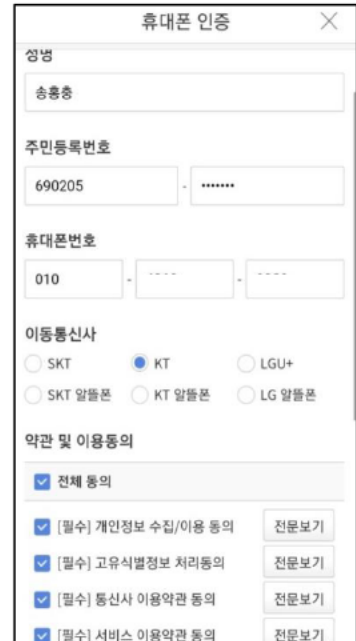 휴대폰 인증
성명
송홍충
주민등록번호
690205 - •••••••
휴대폰번호
010 - -
이동통신사
SKT KT LGU+
SKT 알뜰폰 KT 알뜰폰 LG 알뜰폰
약관 및 이용동의
전체 동의
[필수] 개인정보 수집/이용 동의 전문보기
[필수] 고유식별정보 처리동의 전문보기
[필수] 통신사 이용약관 동의 전문보기
[필수] 서비스 이용약관 동의 전문보기